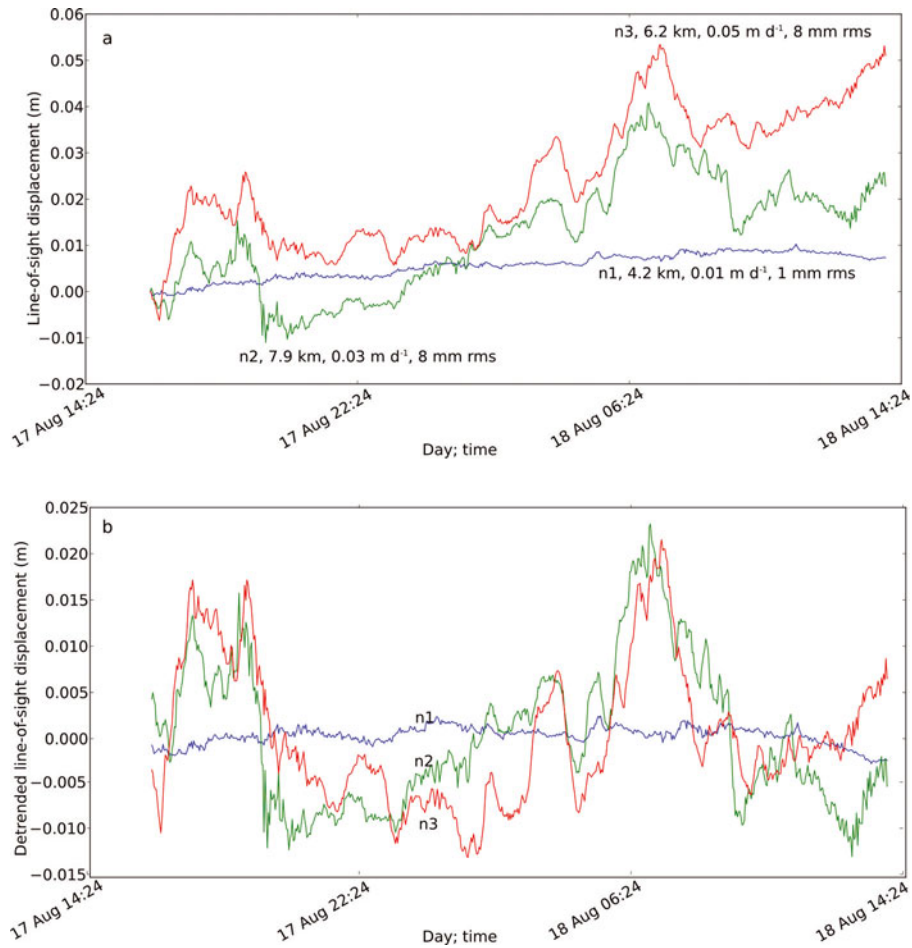 a
n3, 6.2 km, 0.05 m d⁻¹, 8 mm rms
n1, 4.2 km, 0.01 m d⁻¹, 1 mm rms
n2, 7.9 km, 0.03 m d⁻¹, 8 mm rms
Line-of-sight displacement (m)
0.06
0.05
0.04
0.03
0.02
0.01
0.00
−0.01
−0.02
17 Aug 14:24
17 Aug 22:24
18 Aug 06:24
18 Aug 14:24
Day; time
b
n1
n2
n3
Detrended line-of-sight displacement (m)
0.025
0.020
0.015
0.010
0.005
0.000
−0.005
−0.010
−0.015
17 Aug 14:24
17 Aug 22:24
18 Aug 06:24
18 Aug 14:24
Day; time